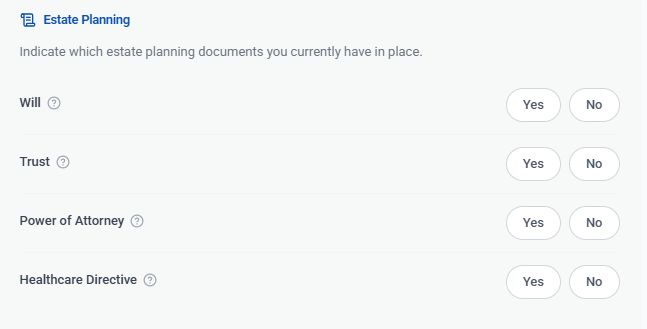 Estate Planning
Indicate which estate planning documents you currently have in place.
Will ? Yes No
Trust ? Yes No
Power of Attorney ? Yes No
Healthcare Directive ? Yes No